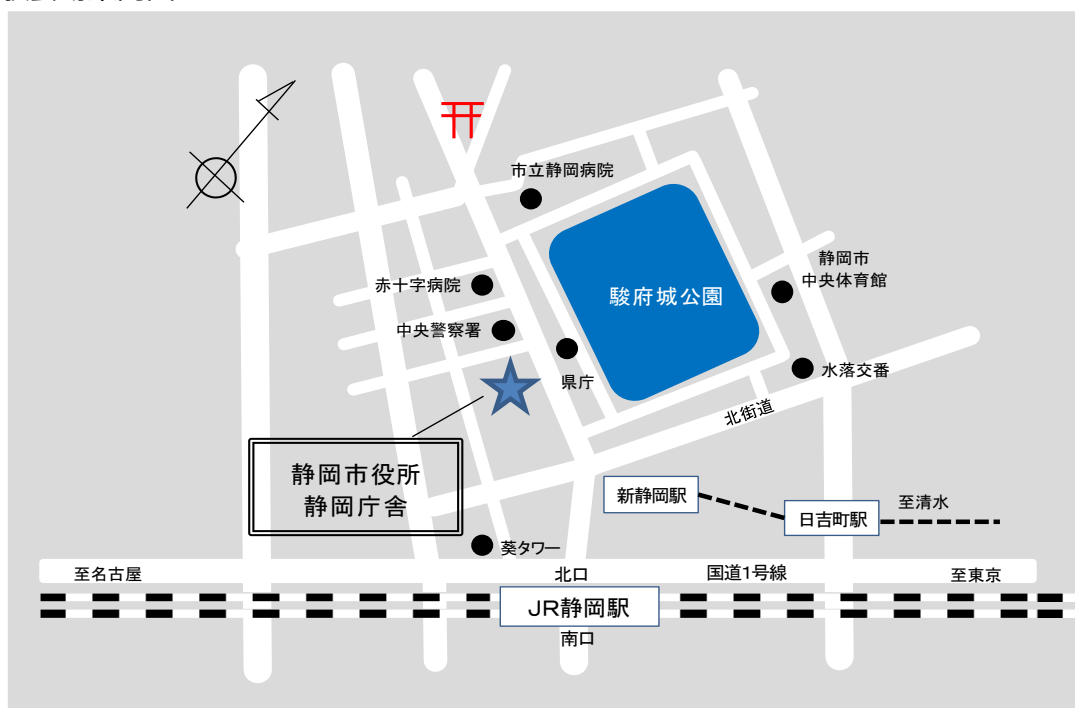 市立静岡病院
静岡市
中央体育館
赤十字病院
駿府城公園
中央警察署
県庁
水落交番
北街道
静岡市役所
静岡庁舎
新静岡駅
日吉町駅
至清水
葵タワー
至名古屋
北口
国道1号線
至東京
JR静岡駅
南口